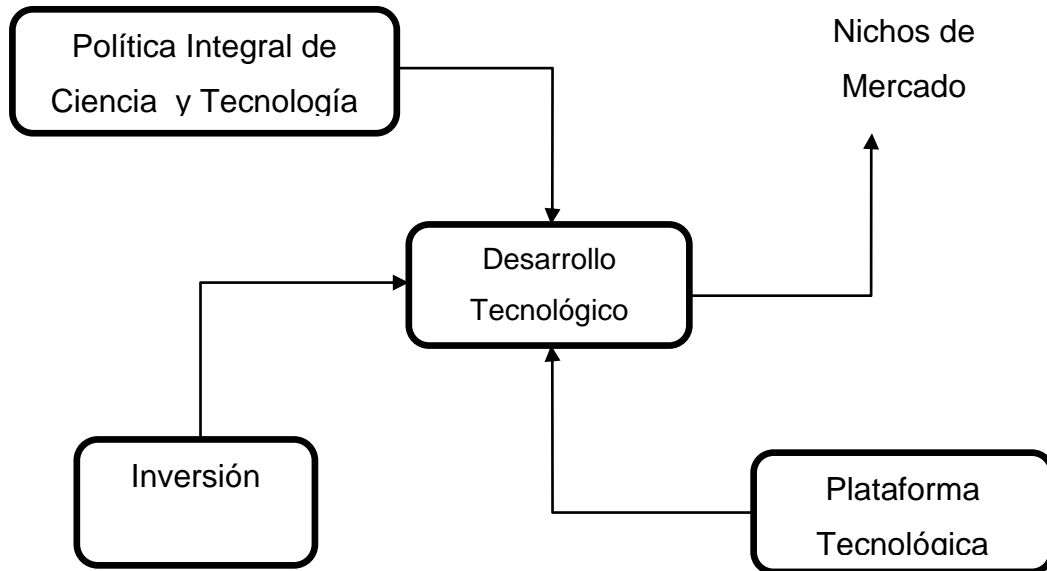 Política Integral de
Ciencia y Tecnología
Nichos de
Mercado
Desarrollo
Tecnológico
Inversión
Plataforma
Tecnológica